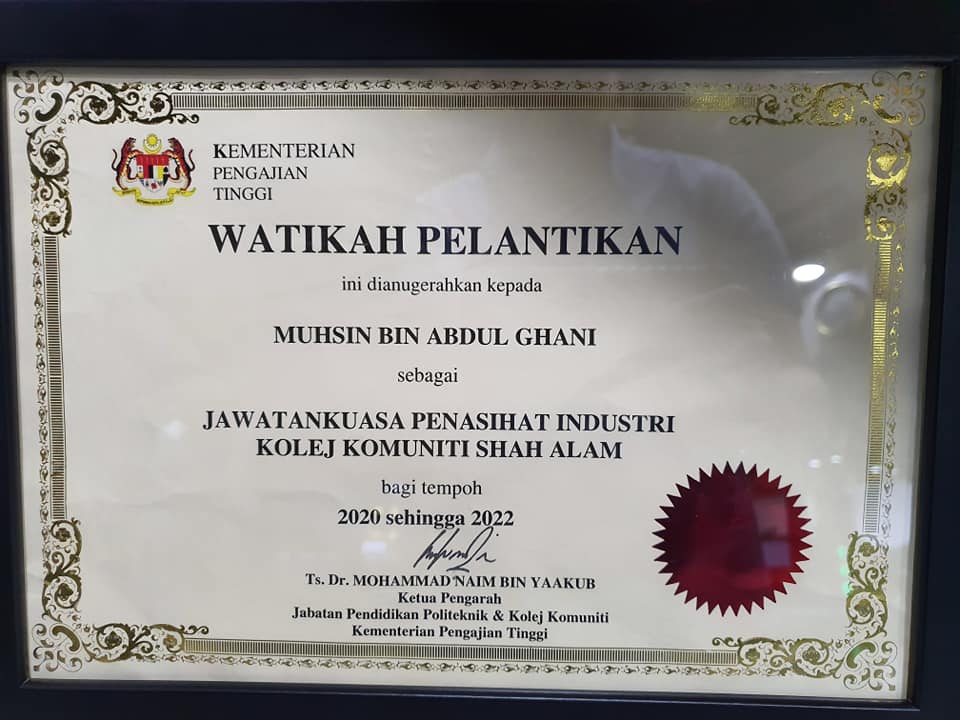 KEMENTERIAN
PENGAJIAN
TINGGI
WATIKAH PELANTIKAN
ini dianugerahkan kepada
MUHSIN BIN ABDUL GHANI
sebagai
JAWATANKUASA PENASIHAT INDUSTRI
KOLEJ KOMUNITI SHAH ALAM
bagi tempoh
2020 sehingga 2022
Ts. Dr. MOHAMMAD NAIM BIN YAAKUB
Ketua Pengarah
Jabatan Pendidikan Politeknik & Kolej Komuniti
Kementerian Pengajian Tinggi